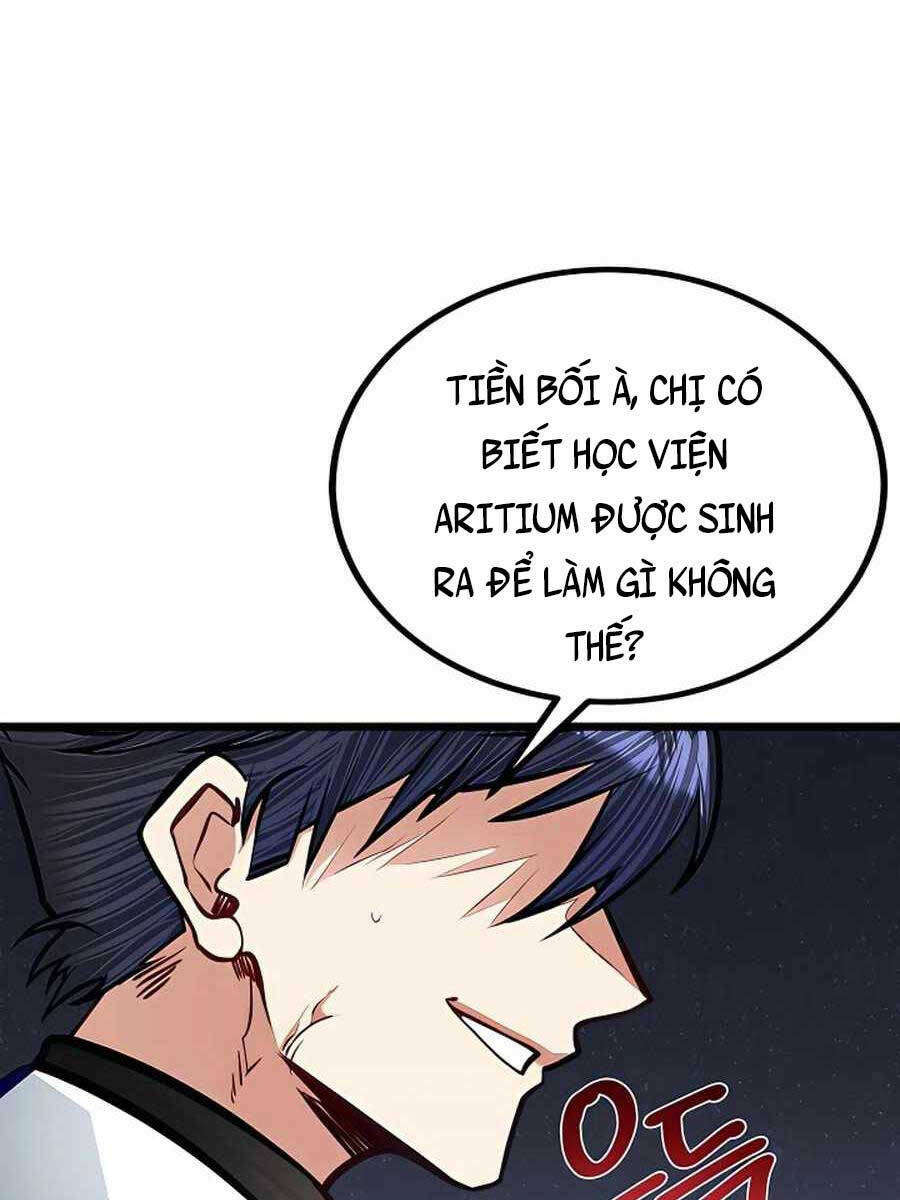 TIỀN BỐI À, CHỊ CÓ
BIẾT HỌC VIỆN
ARITIUM ĐƯỢC SINH
RA ĐỂ LÀM GÌ KHÔNG
THẾ?